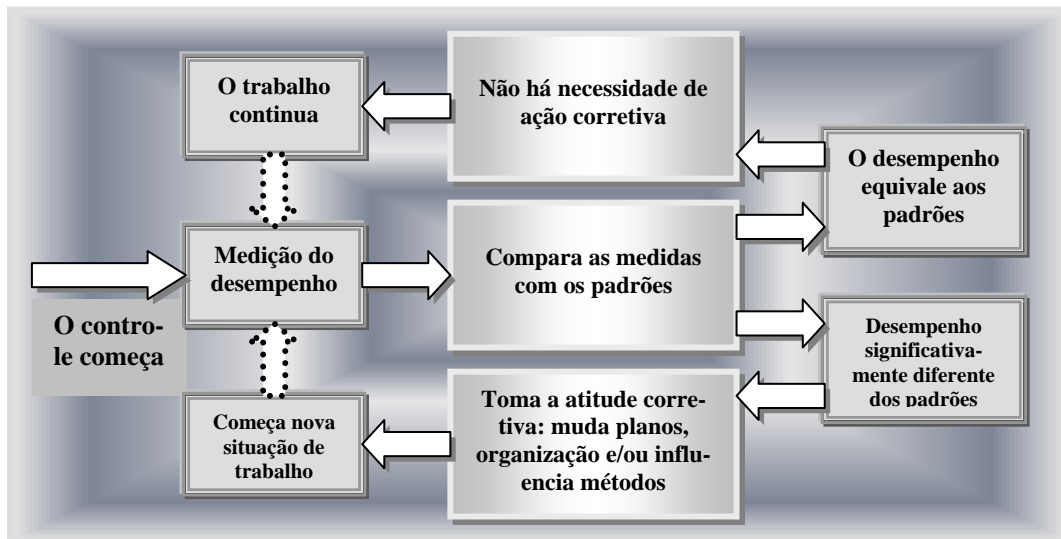 O trabalho
continua
Não há necessidade de
ação corretiva
O desempenho
equivale aos
padrões
Medição do
desempenho
Compara as medidas
com os padrões
O contro-
le começa
Desempenho
significativa-
mente diferente
dos padrões
Começa nova
situação de
trabalho
Toma a atitude corre-
tiva: muda planos,
organização e/ou influ-
encia métodos